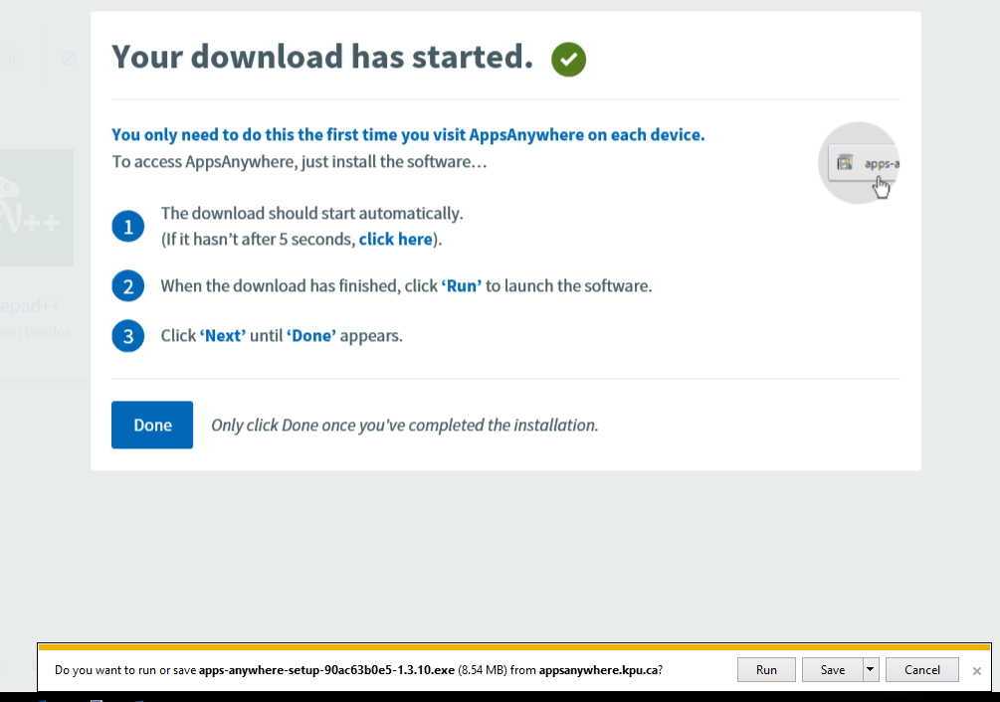 Your download has started.
You only need to do this the first time you visit AppsAnywhere on each device.
To access AppsAnywhere, just install the software…
apps-a
1
The download should start automatically.
(If it hasn’t after 5 seconds, click here).
2
When the download has finished, click ‘Run’ to launch the software.
3
Click ‘Next’ until ‘Done’ appears.
Done
Only click Done once you've completed the installation.
N++
epad++
own Vendor
Do you want to run or save apps-anywhere-setup-90ac63b0e5-1.3.10.exe (8.54 MB) from appsanywhere.kpu.ca?
Run
Save
Cancel